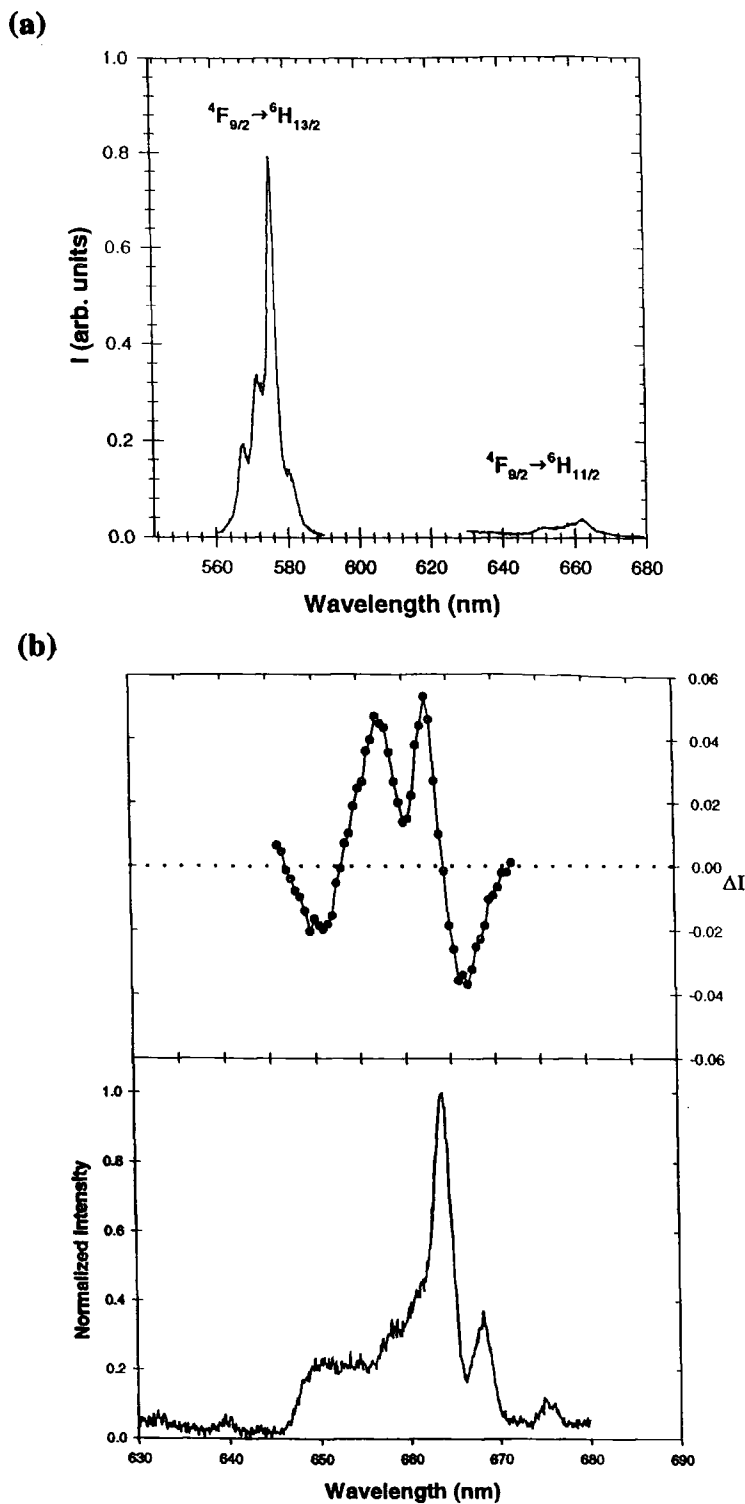 (a)
1.0
0.8
0.6
0.4
0.2
0.0
I (arb. units)
⁴F₉/₂→⁶H₁₃/₂
⁴F₉/₂→⁶H₁₁/₂
560 580 600 620 640 660 680
Wavelength (nm)
(b)
0.06
0.04
0.02
0.00
ΔI
-0.02
-0.04
-0.06
1.0
0.8
0.6
0.4
0.2
0.0
Normalized Intensity
630 640 650 660 670 680 690
Wavelength (nm)